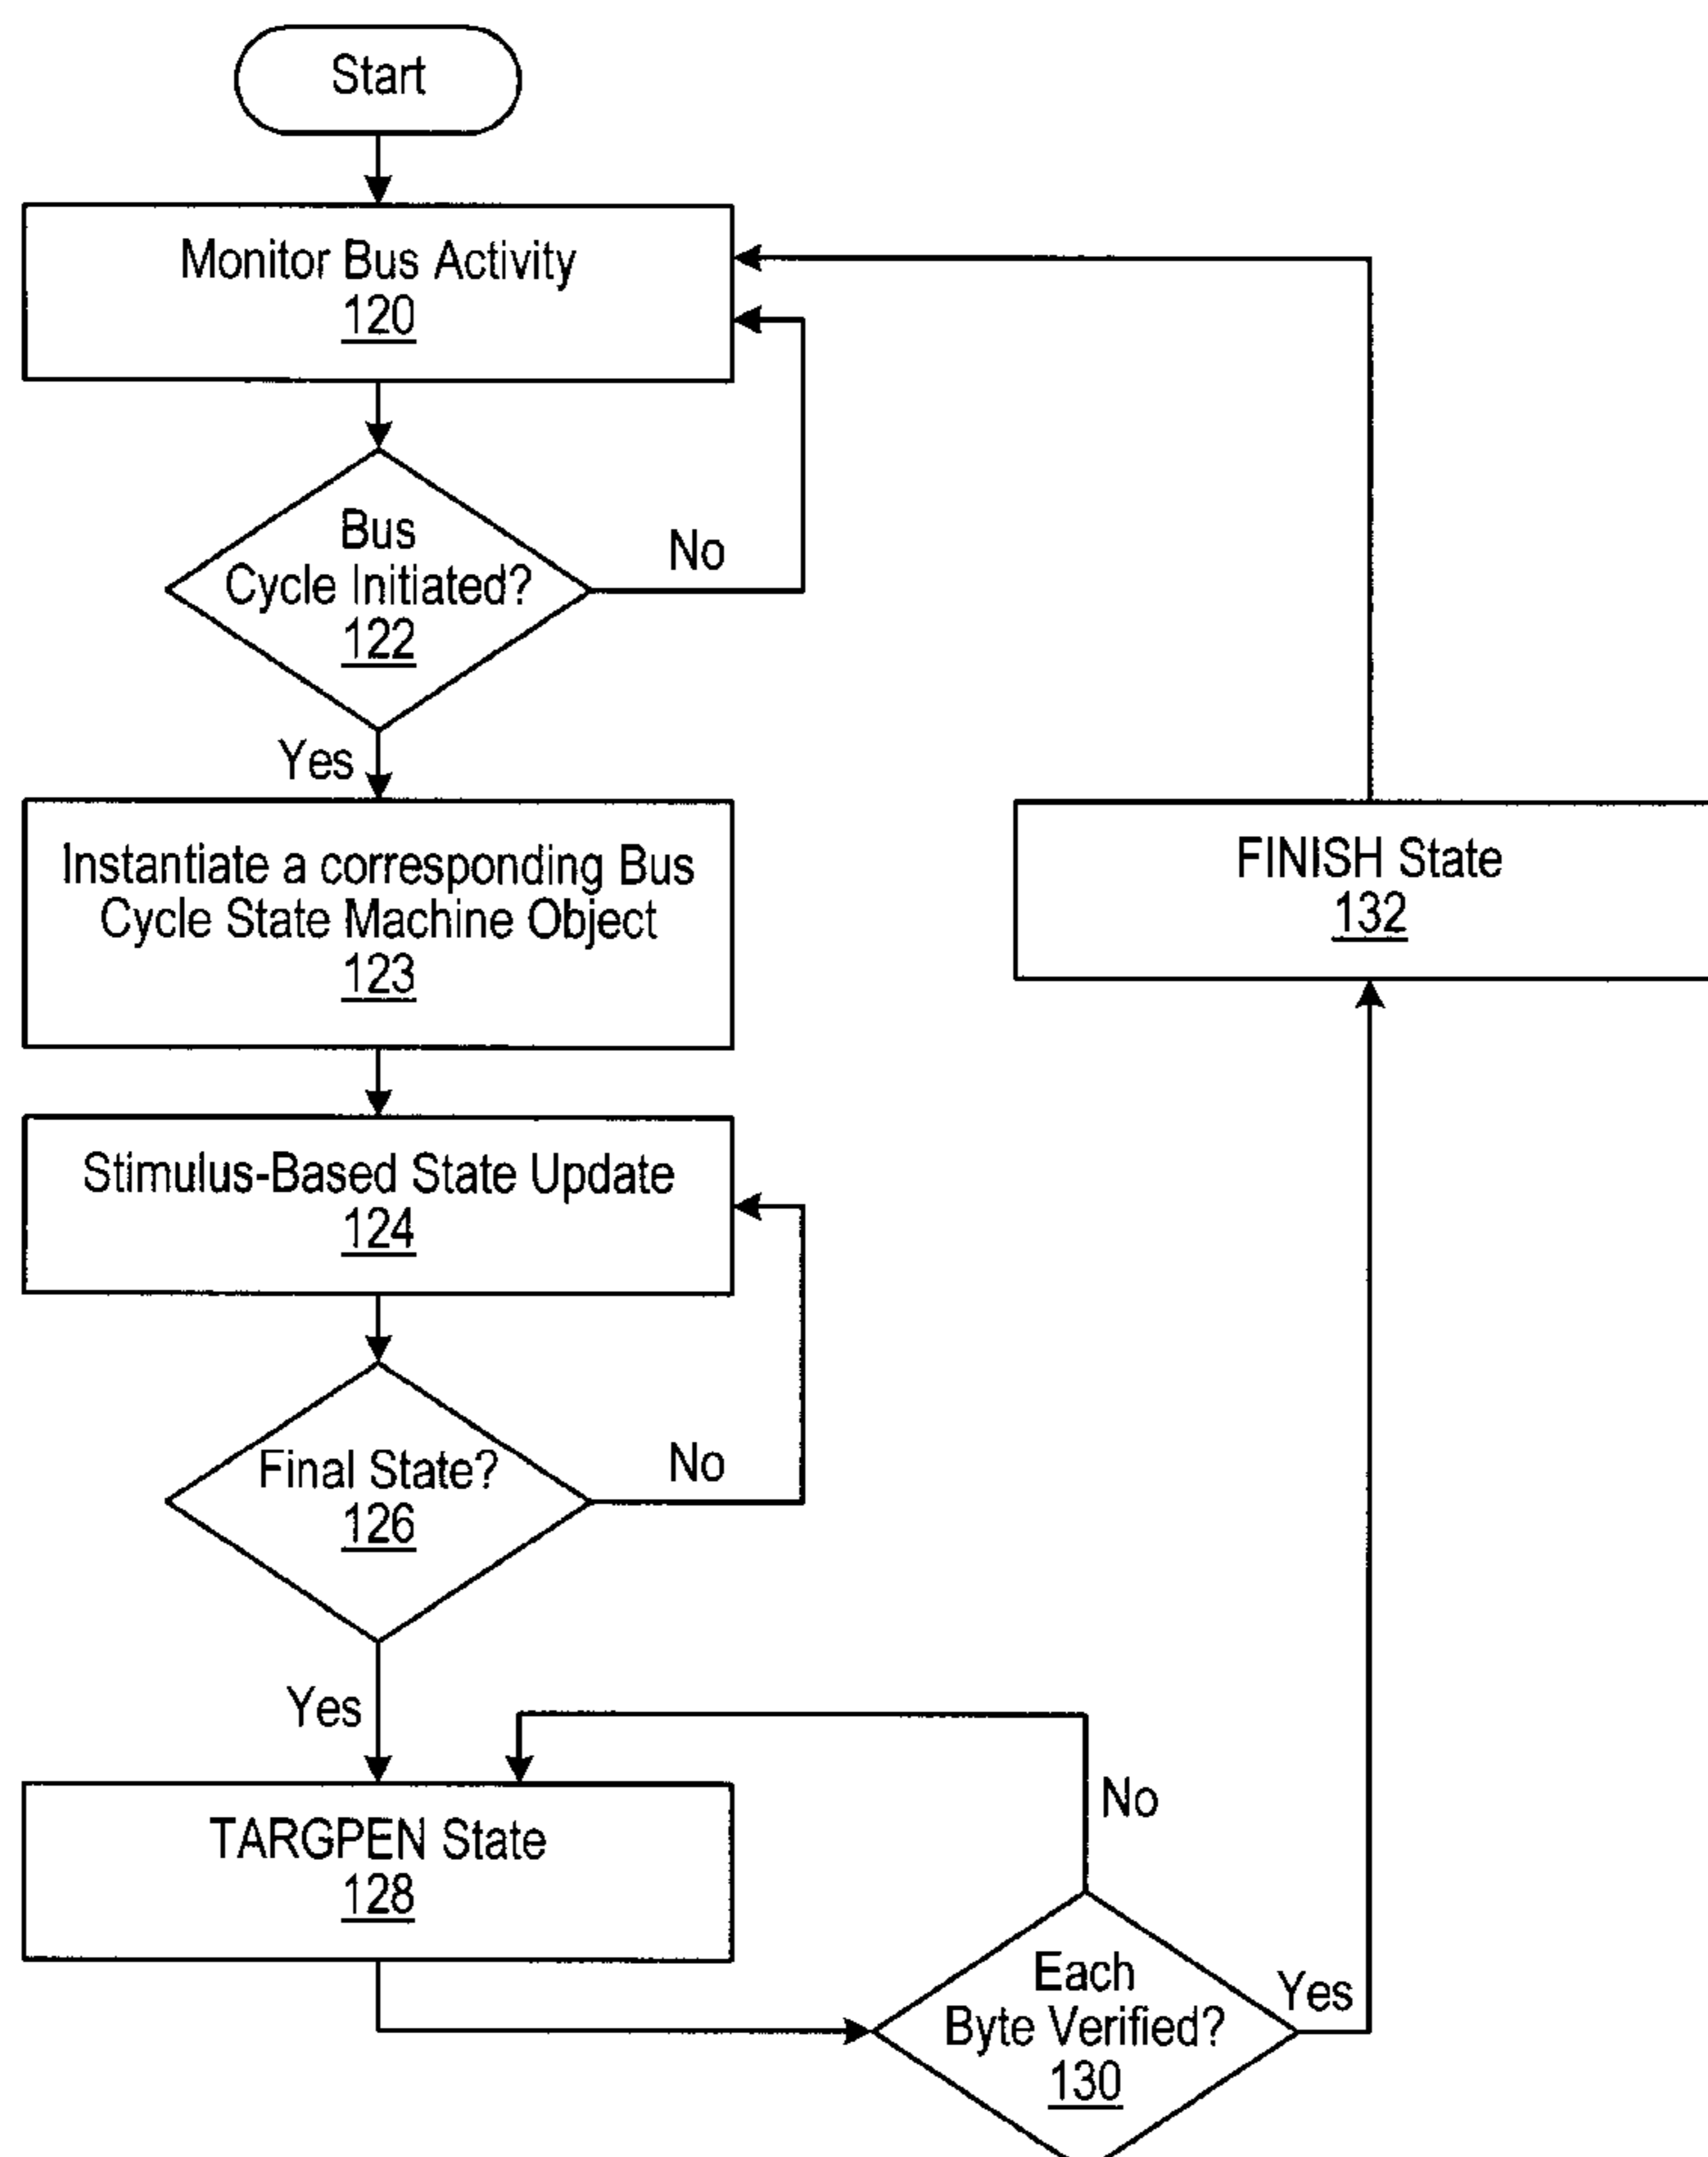 Start
Monitor Bus Activity
120
Bus
Cycle Initiated?
122
No
Yes
Instantiate a corresponding Bus
Cycle State Machine Object
123
FINISH State
132
Stimulus-Based State Update
124
Final State?
126
No
Yes
TARGPEN State
128
No
Each
Byte Verified?
130
Yes